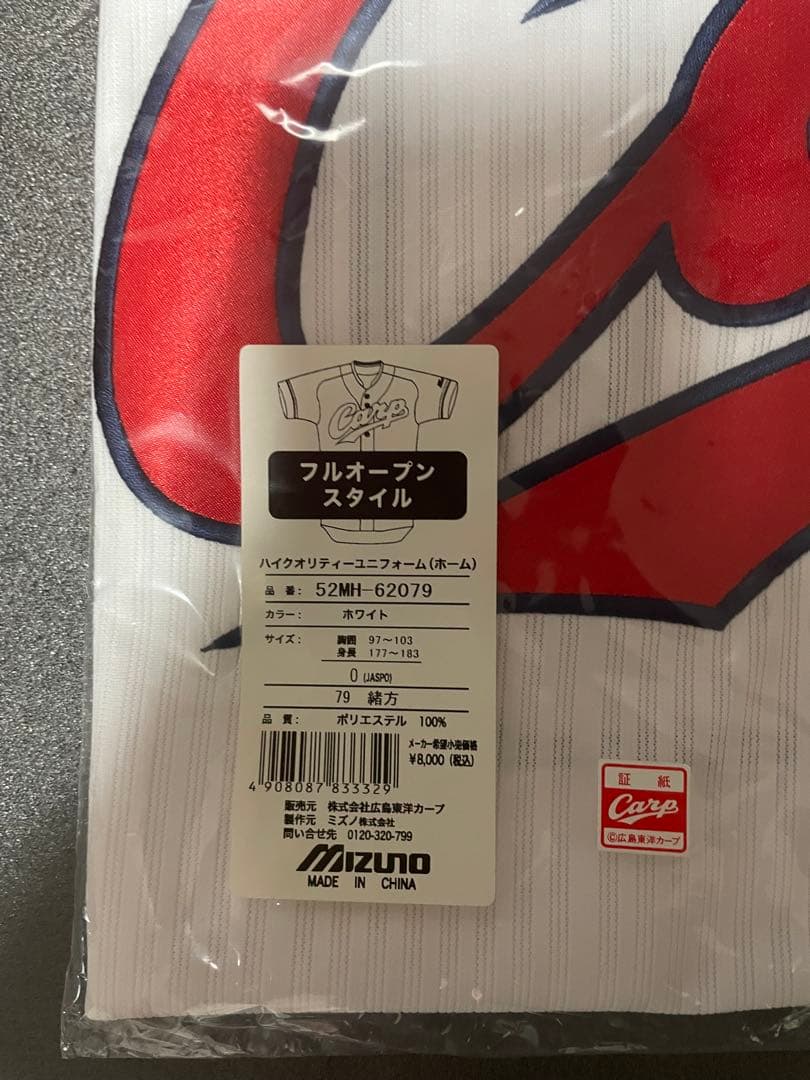 Carp
フルオープン
スタイル
ハイクオリティーユニフォーム(ホーム)
品番: 52MH-62079
カラー: ホワイト
サイズ: 胸囲 97〜103
身長 177〜183
0 (JASPO)
79 緒方
品質: ポリエステル 100%
メーカー希望小売価格
¥8,000(税込)
4 908087 833329
販売元 株式会社広島東洋カープ
製作元 ミズノ株式会社
問い合せ先 0120-320-799
MIZUNO
MADE IN CHINA
証紙
Carp
©広島東洋カープ